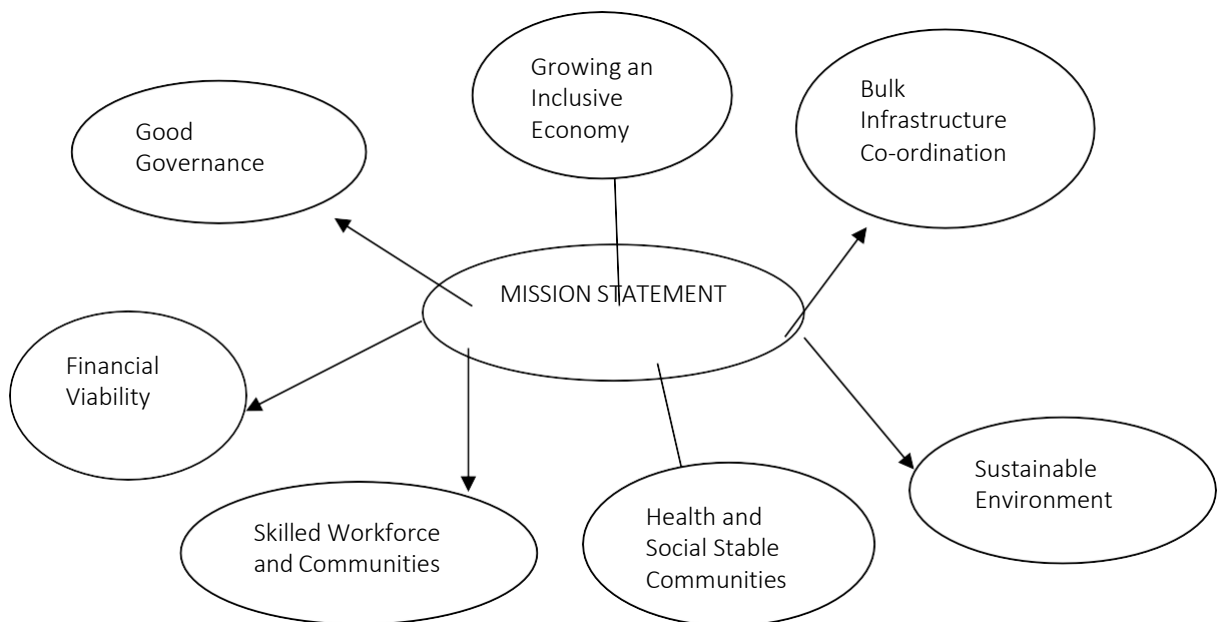 Growing an
Inclusive
Economy
Bulk
Infrastructure
Co-ordination
Good
Governance
MISSION STATEMENT
Financial
Viability
Sustainable
Environment
Skilled Workforce
and Communities
Health and
Social Stable
Communities